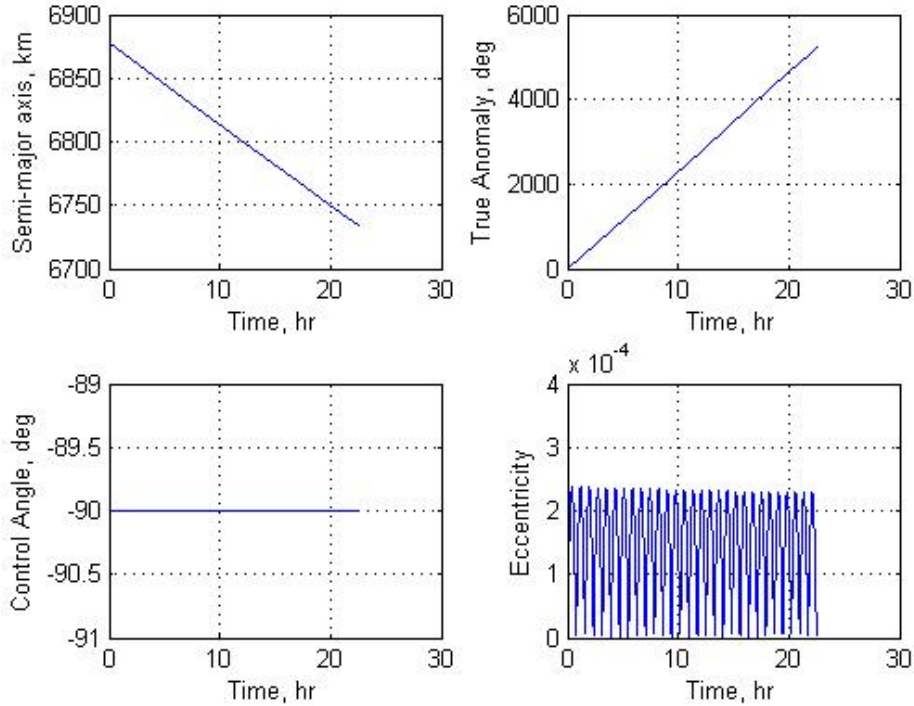 Semi-major axis, km
6900
6850
6800
6750
6700
0 10 20 30
Time, hr
True Anomaly, deg
6000
4000
2000
0
0 10 20 30
Time, hr
Control Angle, deg
-89
-89.5
-90
-90.5
-91
0 10 20 30
Time, hr
x 10-4
Eccentricity
4
3
2
1
0
0 10 20 30
Time, hr